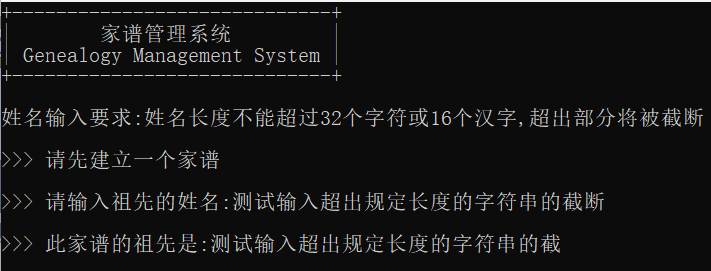 +-----------------------------+
|        家谱管理系统         |
| Genealogy Management System |
+-----------------------------+
姓名输入要求:姓名长度不能超过32个字符或16个汉字,超出部分将被截断
>>> 请先建立一个家谱
>>> 请输入祖先的姓名:测试输入超出规定长度的字符串的截断
>>> 此家谱的祖先是:测试输入超出规定长度的字符串的截